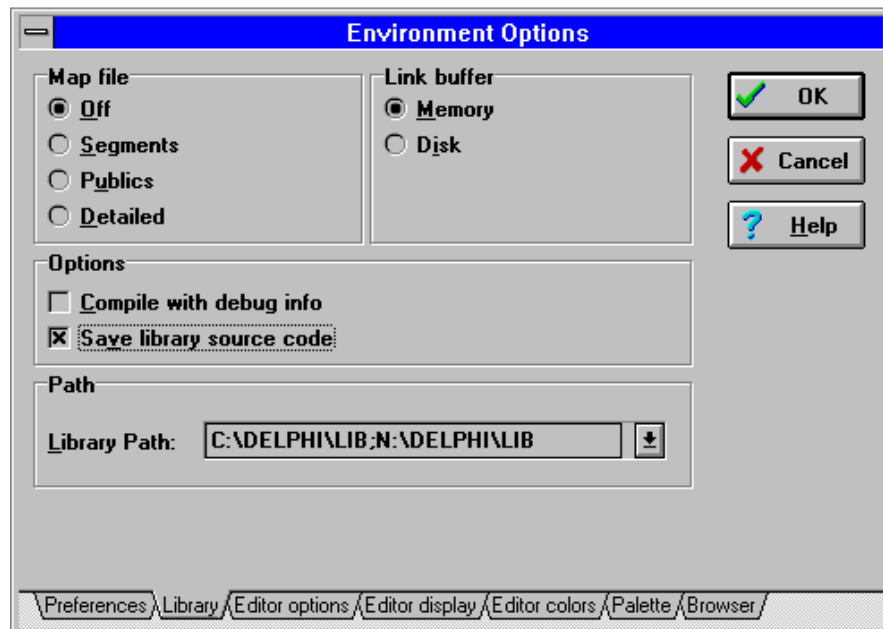 Environment Options
Map file
Off
Segments
Publics
Detailed
Link buffer
Memory
Disk
OK
Cancel
Help
Options
Compile with debug info
Save library source code
Path
Library Path: C:\DELPHI\LIB;N:\DELPHI\LIB
Preferences Library Editor options Editor display Editor colors Palette Browser